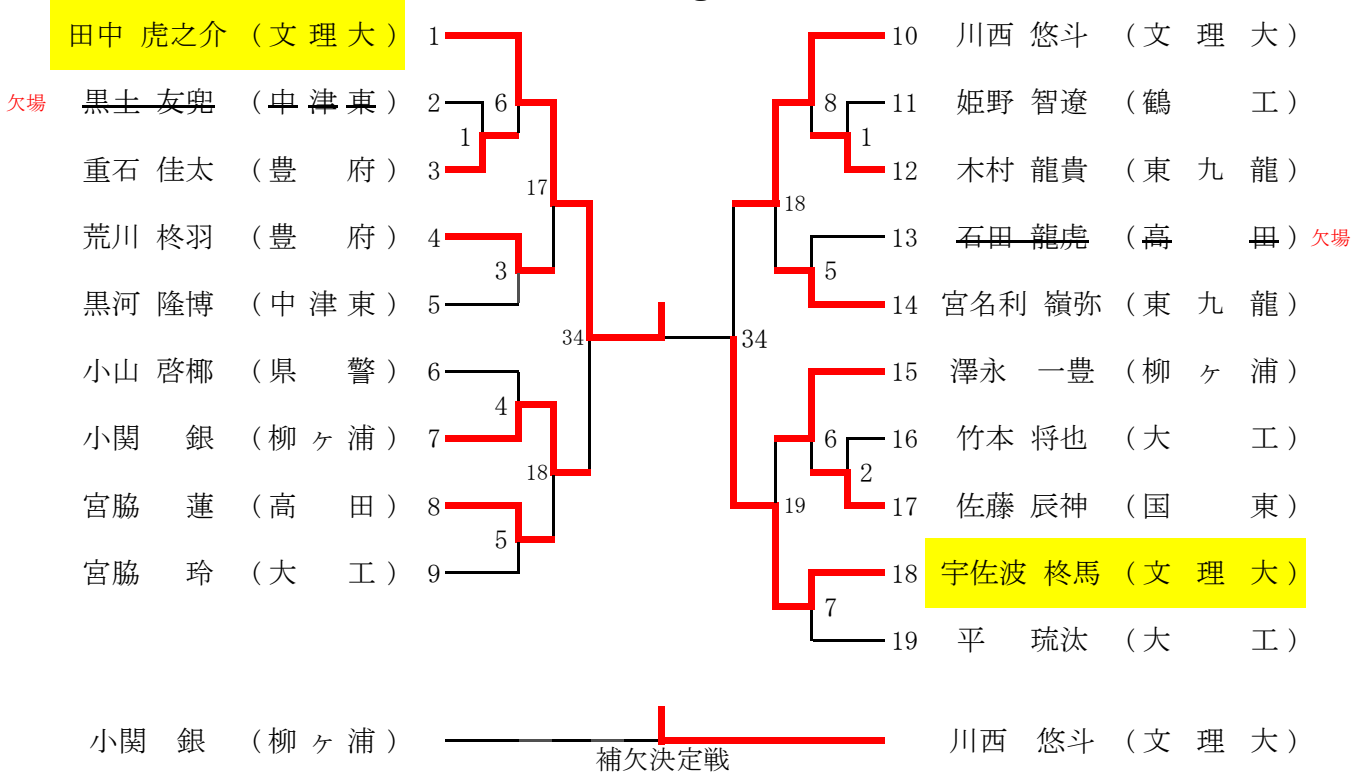 田中 虎之介 (文理大) 1
欠場 黒土 友兜 (中津東) 2
重石 佳太 (豊府) 3
荒川 柊羽 (豊府) 4
黒河 隆博 (中津東) 5
小山 啓梛 (県警) 6
小関 銀 (柳ヶ浦) 7
宮脇 蓮 (高田) 8
宮脇 玲 (大工) 9
6
1
17
3
34
4
18
5
10 川西 悠斗 (文理大)
11 姫野 智遼 (鶴工)
12 木村 龍貴 (東九龍)
13 石田 龍虎 (高田) 欠場
14 宮名利 嶺弥 (東九龍)
15 澤永 一豊 (柳ヶ浦)
16 竹本 将也 (大工)
17 佐藤 辰神 (国東)
18 宇佐波 柊馬 (文理大)
19 平 琉汰 (大工)
8
1
18
5
34
6
2
19
7
小関 銀 (柳ヶ浦)
補欠決定戦
川西 悠斗 (文理大)